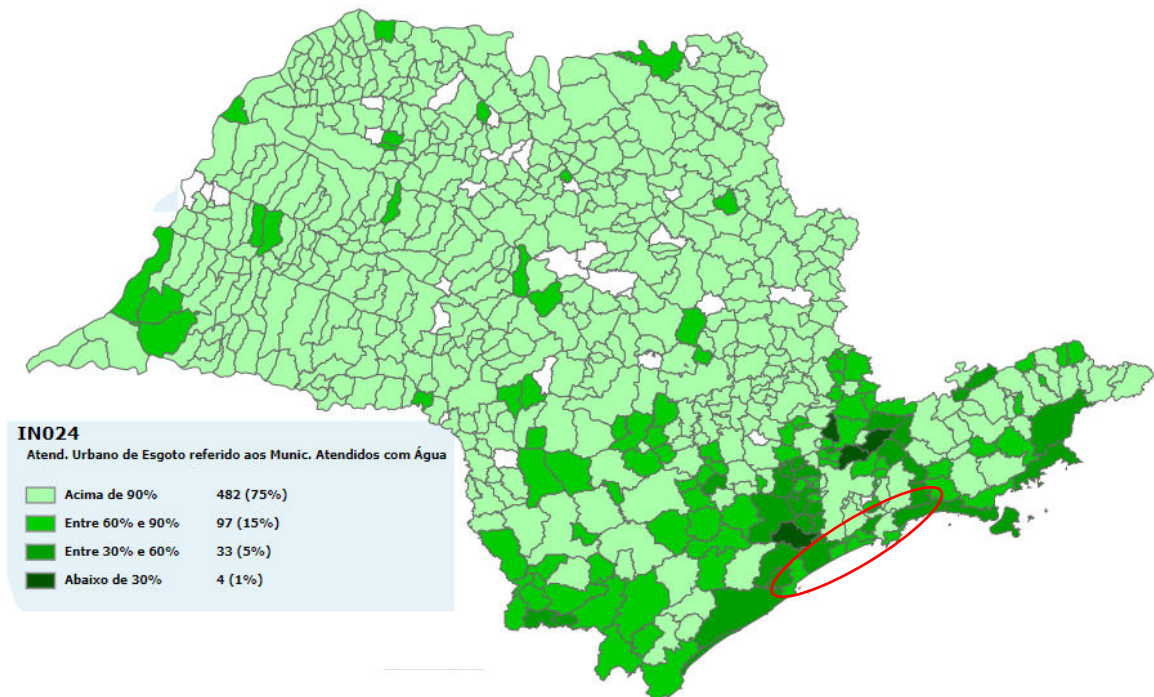 IN024
Atend. Urbano de Esgoto referido aos Munic. Atendidos com Água
Acima de 90% 482 (75%)
Entre 60% e 90% 97 (15%)
Entre 30% e 60% 33 (5%)
Abaixo de 30% 4 (1%)